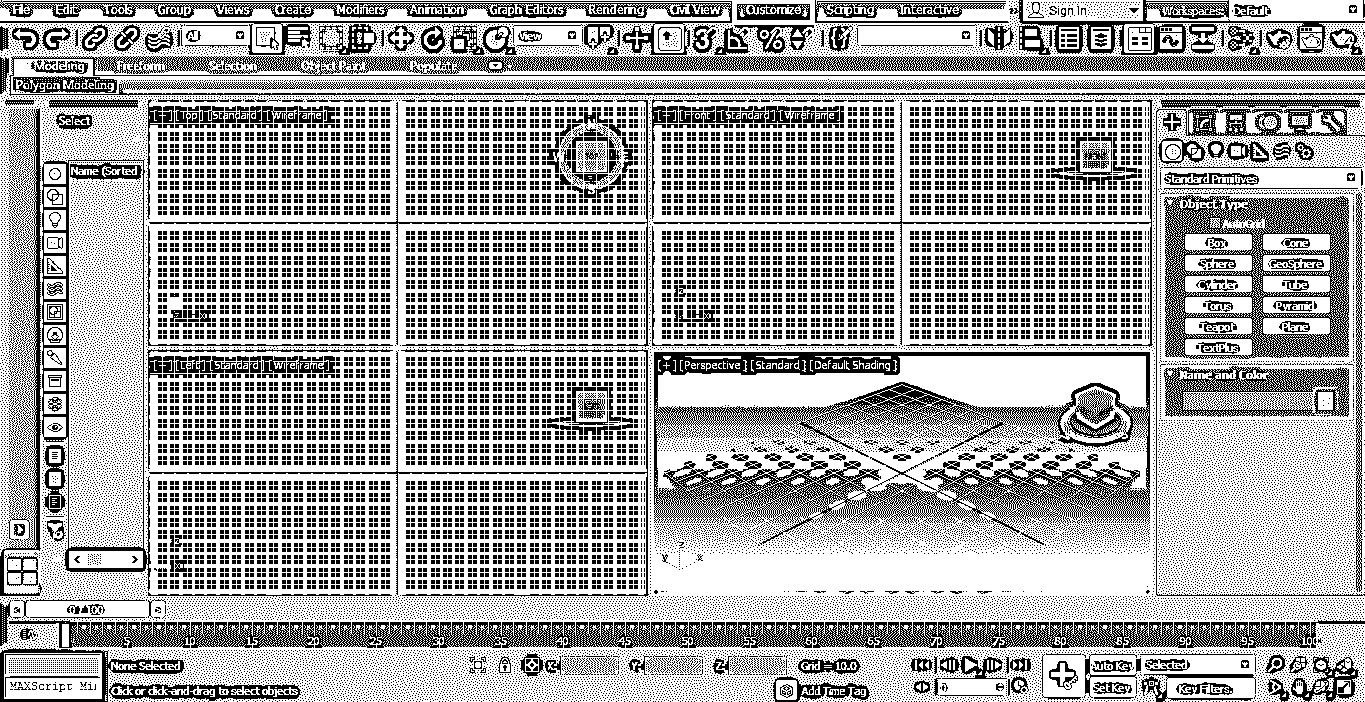 File Edit Tools Group Views Create Modifiers Animation Graph Editors Rendering Civil View Customize Scripting Interactive Sign In Workspaces: Default
All View
Modeling Freeform Selection Object Paint Populate
Polygon Modeling
Select
Name (Sorted
[+] [Top] [Standard] [Wireframe]
[+] [Front] [Standard] [Wireframe]
[+] [Left] [Standard] [Wireframe]
[+] [Perspective] [Standard] [Default Shading]
Standard Primitives
Object Type
AutoGrid
Box Cone
Sphere GeoSphere
Cylinder Tube
Torus Pyramid
Teapot Plane
TextPlus
Name and Color
0 / 100
5 10 15 20 25 30 35 40 45 50 55 60 65 70 75 80 85 90 95 100
None Selected X: Y: Z: Grid = 10.0 Auto Key Selected
MAXScript Mi Click or click-and-drag to select objects Add Time Tag 0 Set Key Key Filters...